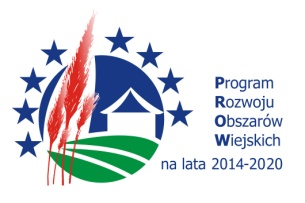 Program
Rozwoju
Obszarów
Wiejskich
na lata 2014-2020